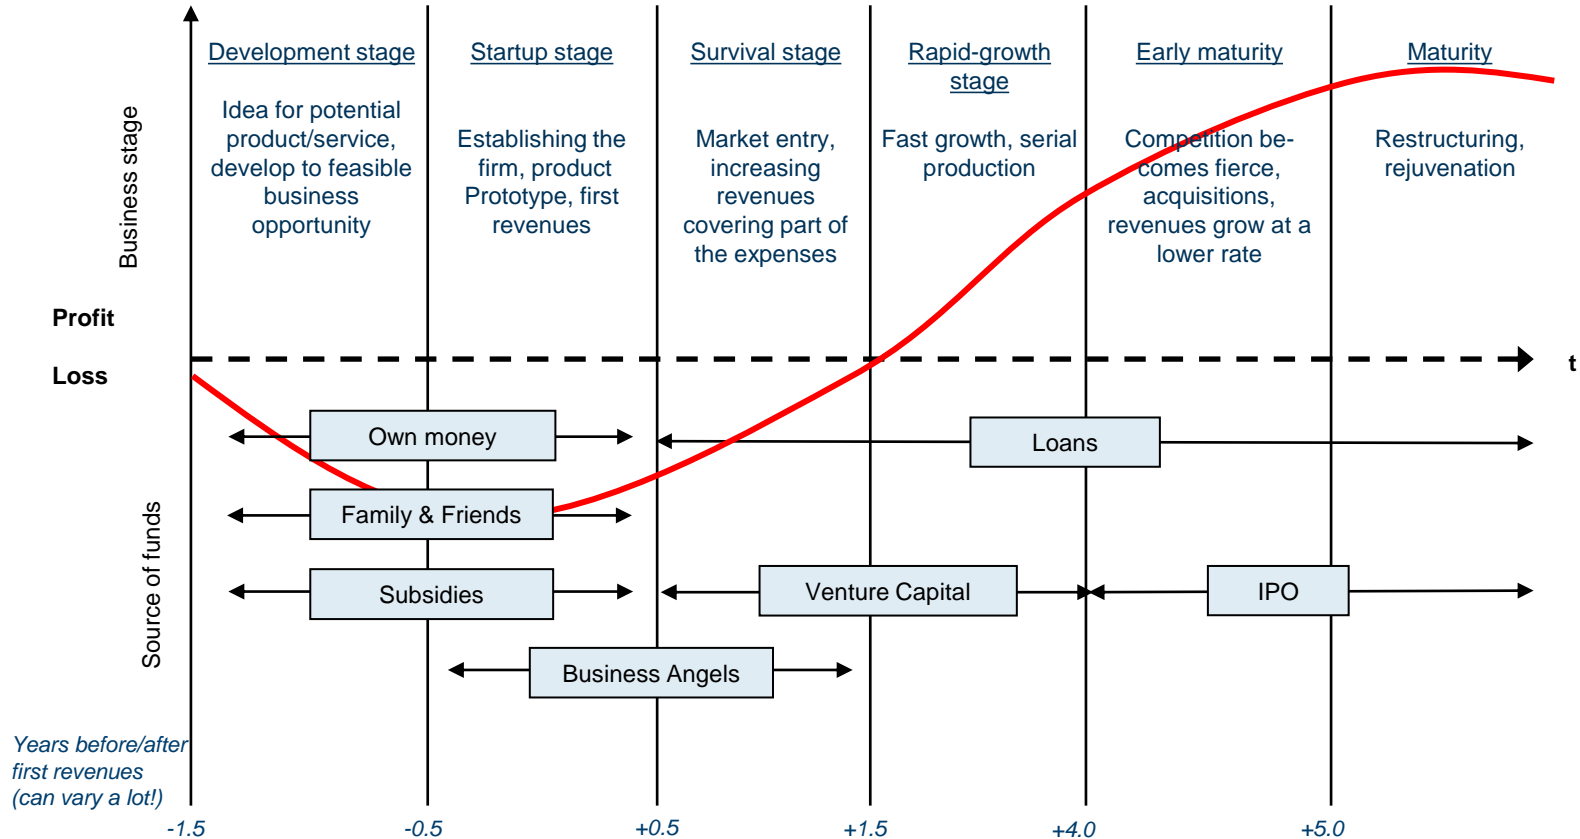 Development stage
Idea for potential
product/service,
develop to feasible
business
opportunity
Startup stage
Establishing the
firm, product
Prototype, first
revenues
Survival stage
Market entry,
increasing
revenues
covering part of
the expenses
Rapid-growth
stage
Fast growth, serial
production
Early maturity
Competition be-
comes fierce,
acquisitions,
revenues grow at a
lower rate
Maturity
Restructuring,
rejuvenation
Business stage
Profit
Loss
t
Own money
Loans
Family & Friends
Subsidies
Venture Capital
IPO
Business Angels
Source of funds
Years before/after
first revenues
(can vary a lot!)
-1.5
-0.5
+0.5
+1.5
+4.0
+5.0